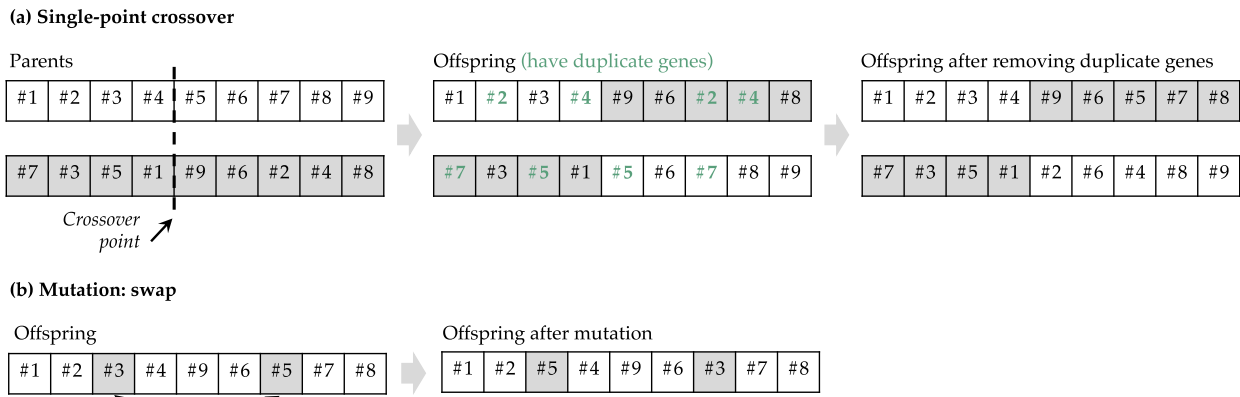 (a) Single-point crossover
Parents
#1 #2 #3 #4 #5 #6 #7 #8 #9
#7 #3 #5 #1 #9 #6 #2 #4 #8
Crossover
point
Offspring (have duplicate genes)
#1 #2 #3 #4 #9 #6 #2 #4 #8
#7 #3 #5 #1 #5 #6 #7 #8 #9
Offspring after removing duplicate genes
#1 #2 #3 #4 #9 #6 #5 #7 #8
#7 #3 #5 #1 #2 #6 #4 #8 #9
(b) Mutation: swap
Offspring
#1 #2 #3 #4 #9 #6 #5 #7 #8
Offspring after mutation
#1 #2 #5 #4 #9 #6 #3 #7 #8